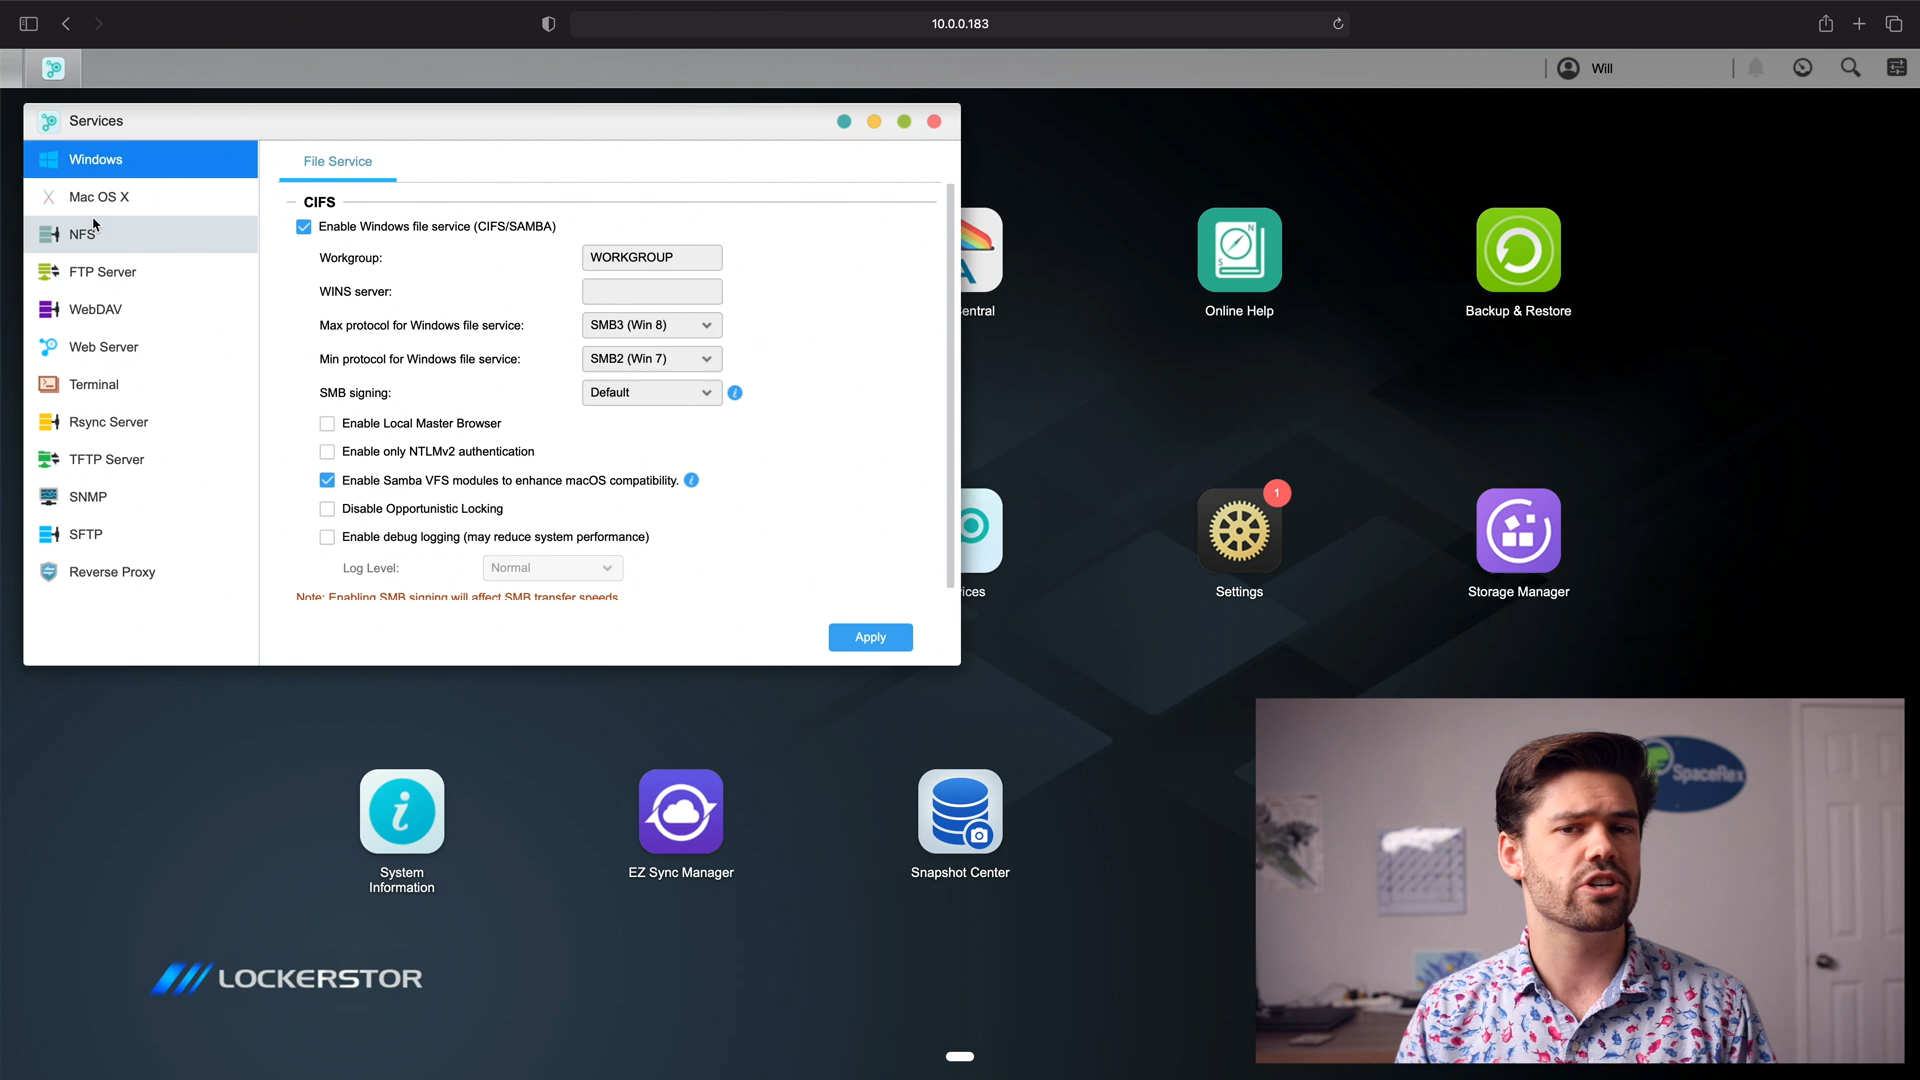 10.0.0.183
Will
Services
Windows
Mac OS X
NFS
FTP Server
WebDAV
Web Server
Terminal
Rsync Server
TFTP Server
SNMP
SFTP
Reverse Proxy
File Service
CIFS
Enable Windows file service (CIFS/SAMBA)
Workgroup: WORKGROUP
WINS server:
Max protocol for Windows file service: SMB3 (Win 8)
Min protocol for Windows file service: SMB2 (Win 7)
SMB signing: Default
Enable Local Master Browser
Enable only NTLMv2 authentication
Enable Samba VFS modules to enhance macOS compatibility.
Disable Opportunistic Locking
Enable debug logging (may reduce system performance)
Log Level: Normal
Note: Enabling SMB signing will affect SMB transfer speeds
Apply
A
entral
N
S
Online Help
Backup & Restore
ices
1
Settings
Storage Manager
System
Information
EZ Sync Manager
Snapshot Center
LOCKERSTOR
SpaceRex